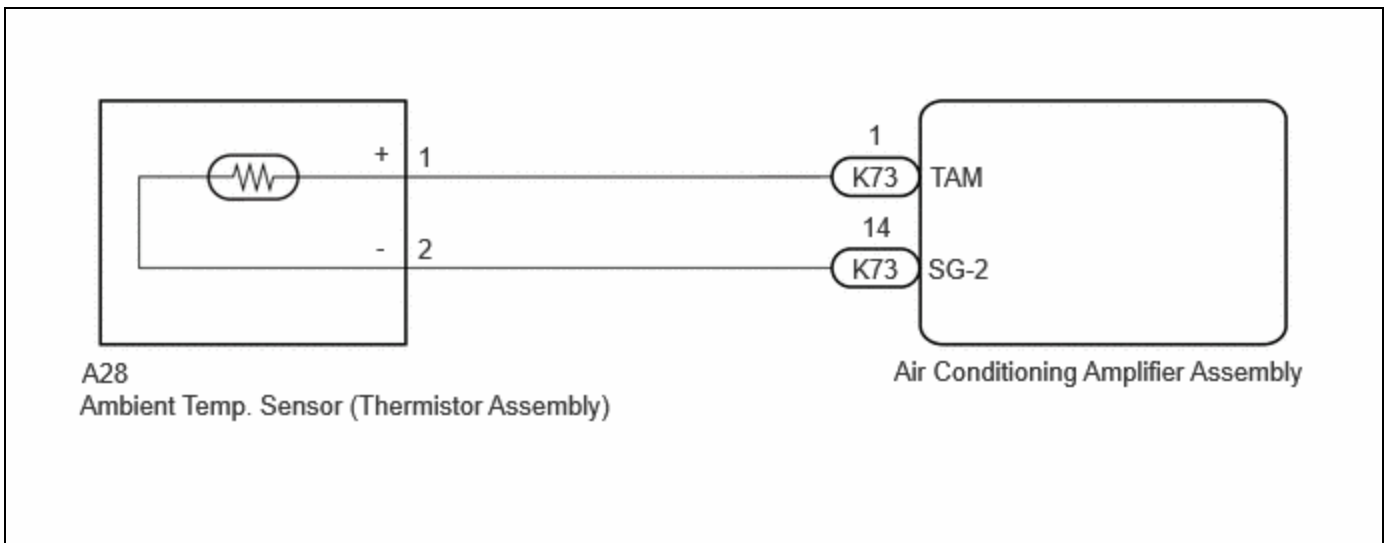 + 1
1
K73 TAM
- 2
14
K73 SG-2
A28
Ambient Temp. Sensor (Thermistor Assembly)
Air Conditioning Amplifier Assembly